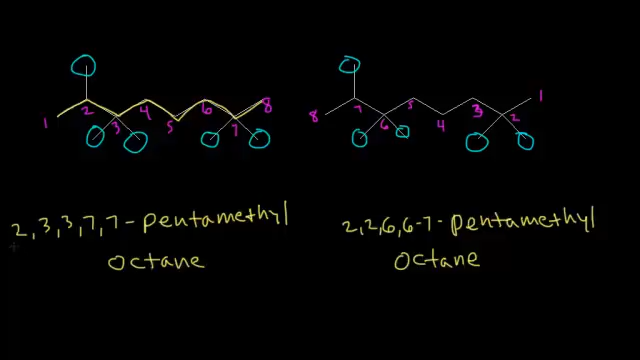 1 2 3 4 5 6 7 8
8 7 6 5 4 3 2 1
2,3,3,7,7-pentamethyl
octane
2,2,6,6-7-pentamethyl
octane